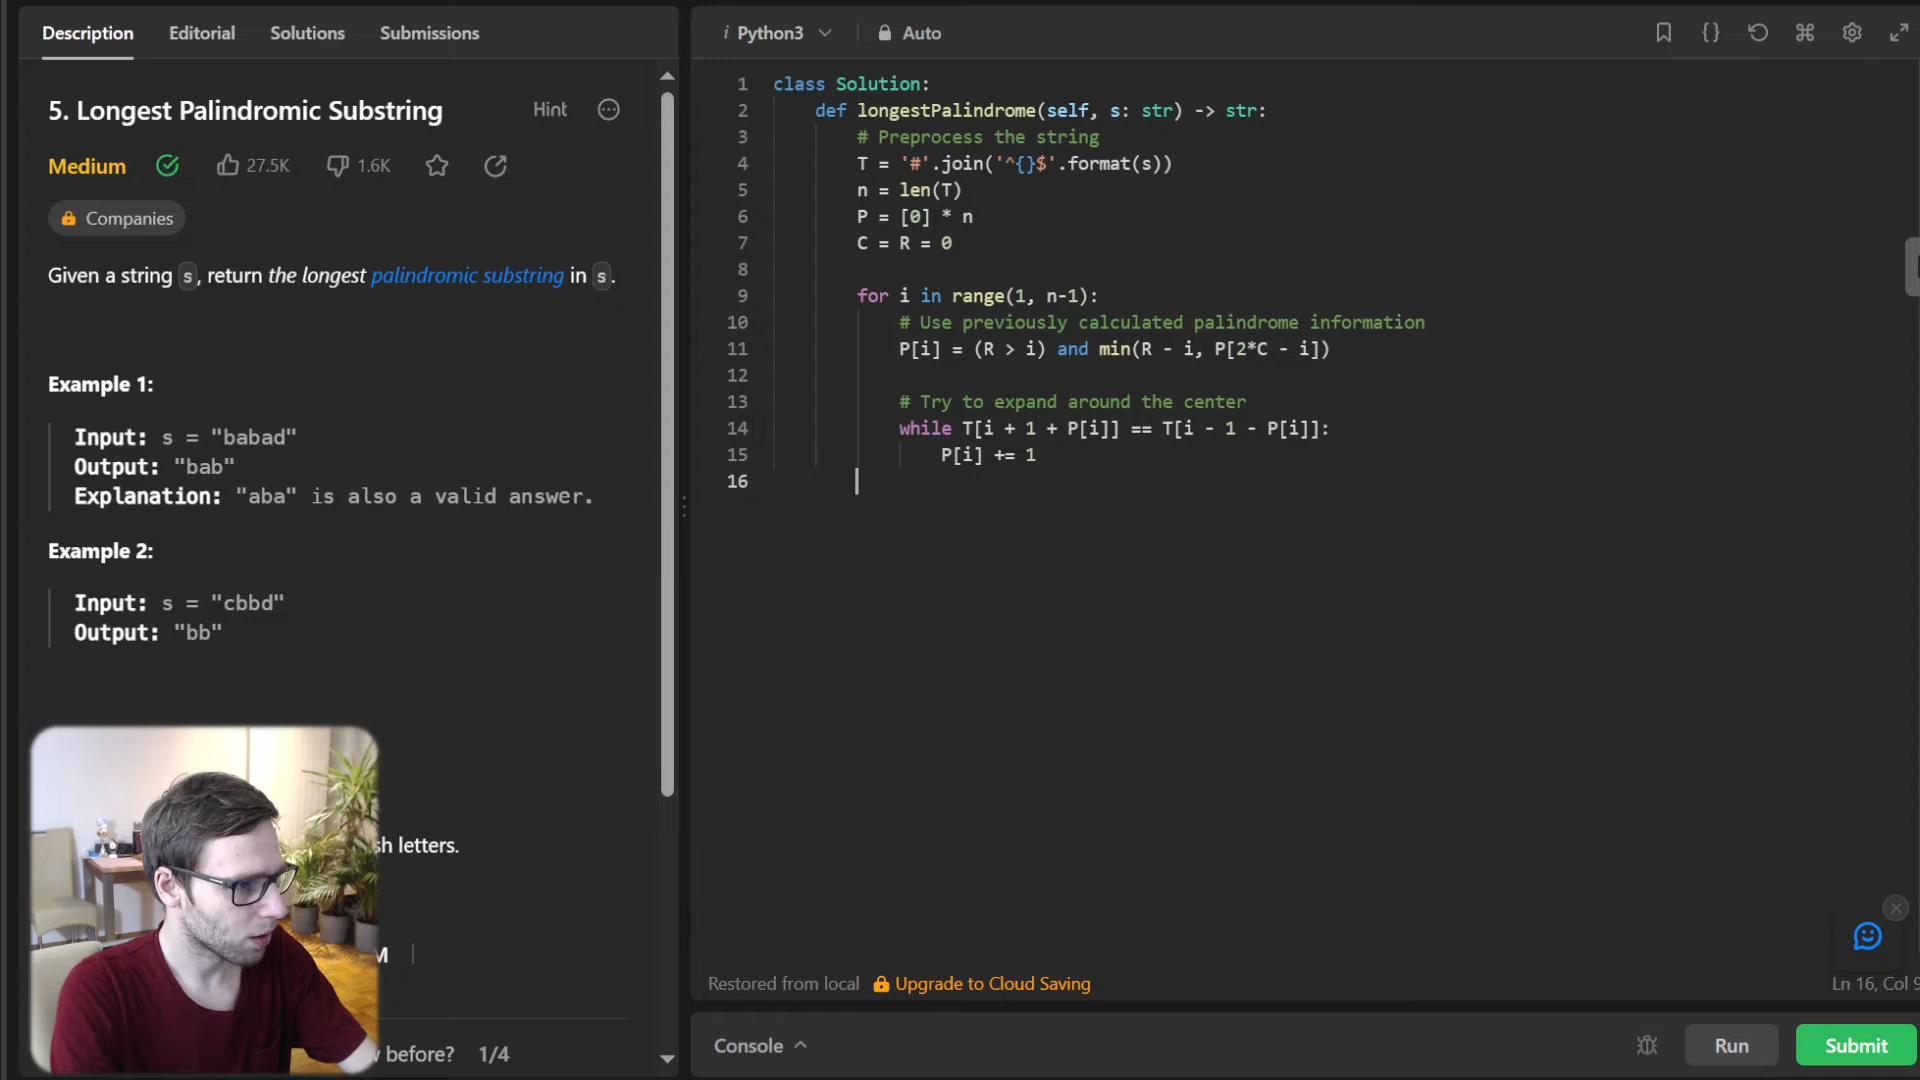 Description Editorial Solutions Submissions
5. Longest Palindromic Substring
Hint
Medium 27.5K 1.6K
Companies
Given a string s, return the longest palindromic substring in s.
Example 1:
Input: s = "babad"
Output: "bab"
Explanation: "aba" is also a valid answer.
Example 2:
Input: s = "cbbd"
Output: "bb"
sh letters.
M
before? 1/4
i Python3 Auto
1 class Solution:
2 def longestPalindrome(self, s: str) -> str:
3 # Preprocess the string
4 T = '#'.join('^{}$'.format(s))
5 n = len(T)
6 P = [0] * n
7 C = R = 0
8
9 for i in range(1, n-1):
10 # Use previously calculated palindrome information
11 P[i] = (R > i) and min(R - i, P[2*C - i])
12
13 # Try to expand around the center
14 while T[i + 1 + P[i]] == T[i - 1 - P[i]]:
15 P[i] += 1
16
Restored from local Upgrade to Cloud Saving
Ln 16, Col 9
Console
Run
Submit